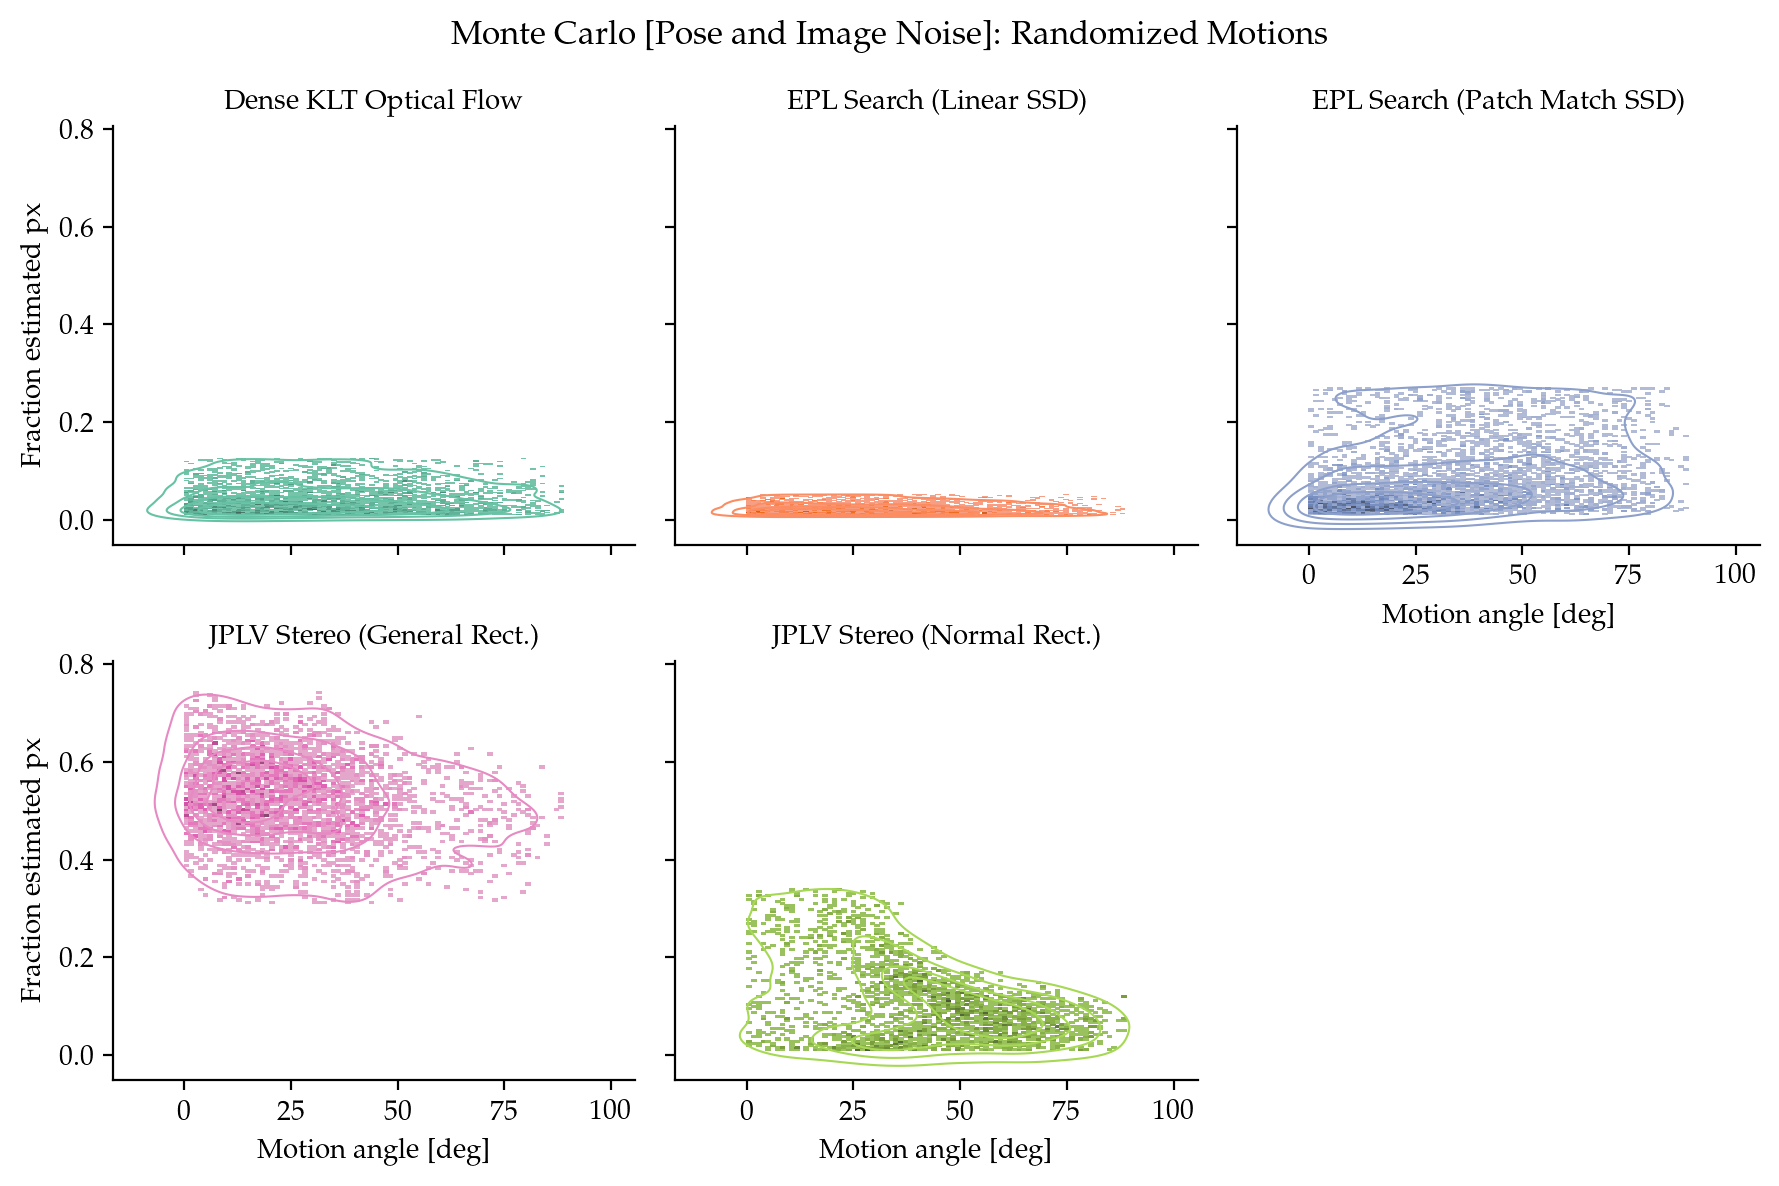 Monte Carlo [Pose and Image Noise]: Randomized Motions
Dense KLT Optical Flow
EPL Search (Linear SSD)
EPL Search (Patch Match SSD)
Fraction estimated px
0.8
0.6
0.4
0.2
0.0
0 25 50 75 100
Motion angle [deg]
JPLV Stereo (General Rect.)
JPLV Stereo (Normal Rect.)
Fraction estimated px
0.8
0.6
0.4
0.2
0.0
0 25 50 75 100
Motion angle [deg]
0 25 50 75 100
Motion angle [deg]